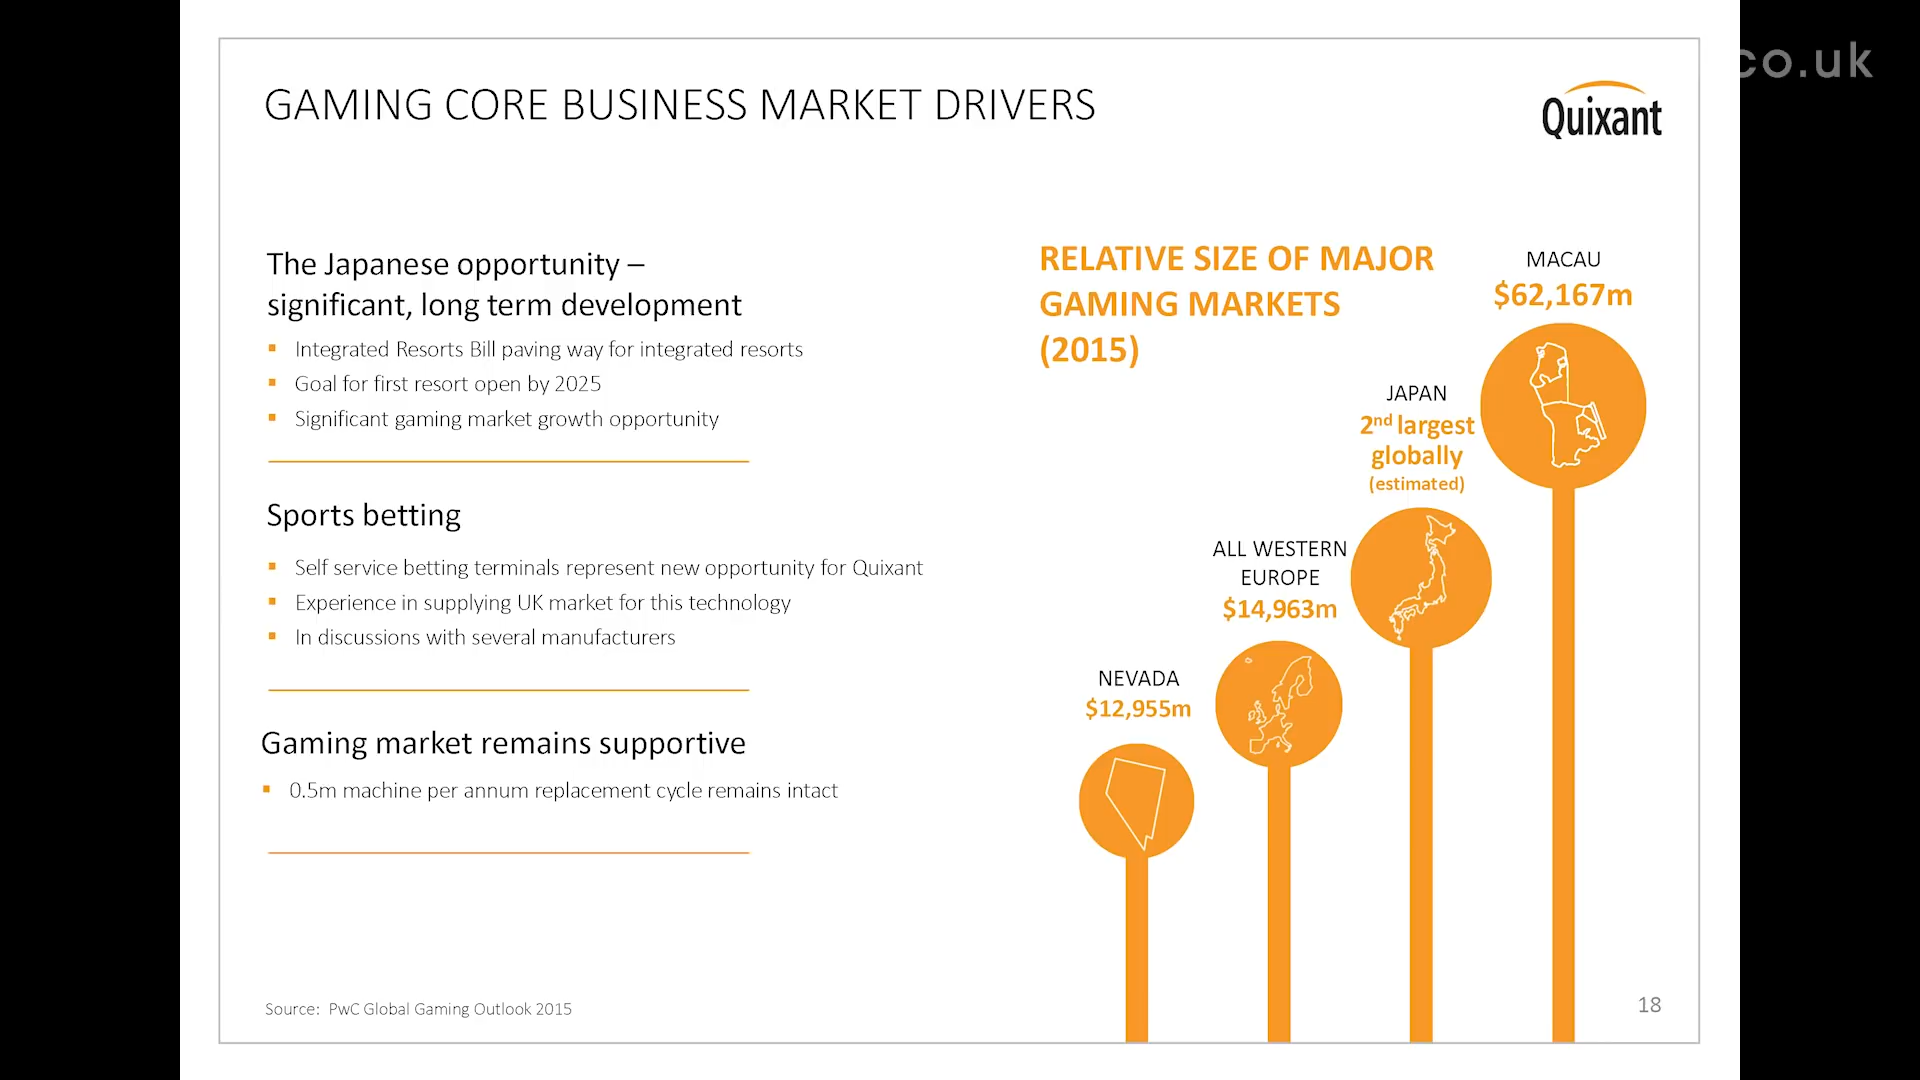 co.uk
GAMING CORE BUSINESS MARKET DRIVERS
Quixant
The Japanese opportunity –
significant, long term development
Integrated Resorts Bill paving way for integrated resorts
Goal for first resort open by 2025
Significant gaming market growth opportunity
Sports betting
Self service betting terminals represent new opportunity for Quixant
Experience in supplying UK market for this technology
In discussions with several manufacturers
Gaming market remains supportive
0.5m machine per annum replacement cycle remains intact
RELATIVE SIZE OF MAJOR
GAMING MARKETS
(2015)
MACAU
$62,167m
JAPAN
2nd largest
globally
(estimated)
ALL WESTERN
EUROPE
$14,963m
NEVADA
$12,955m
Source: PwC Global Gaming Outlook 2015
18